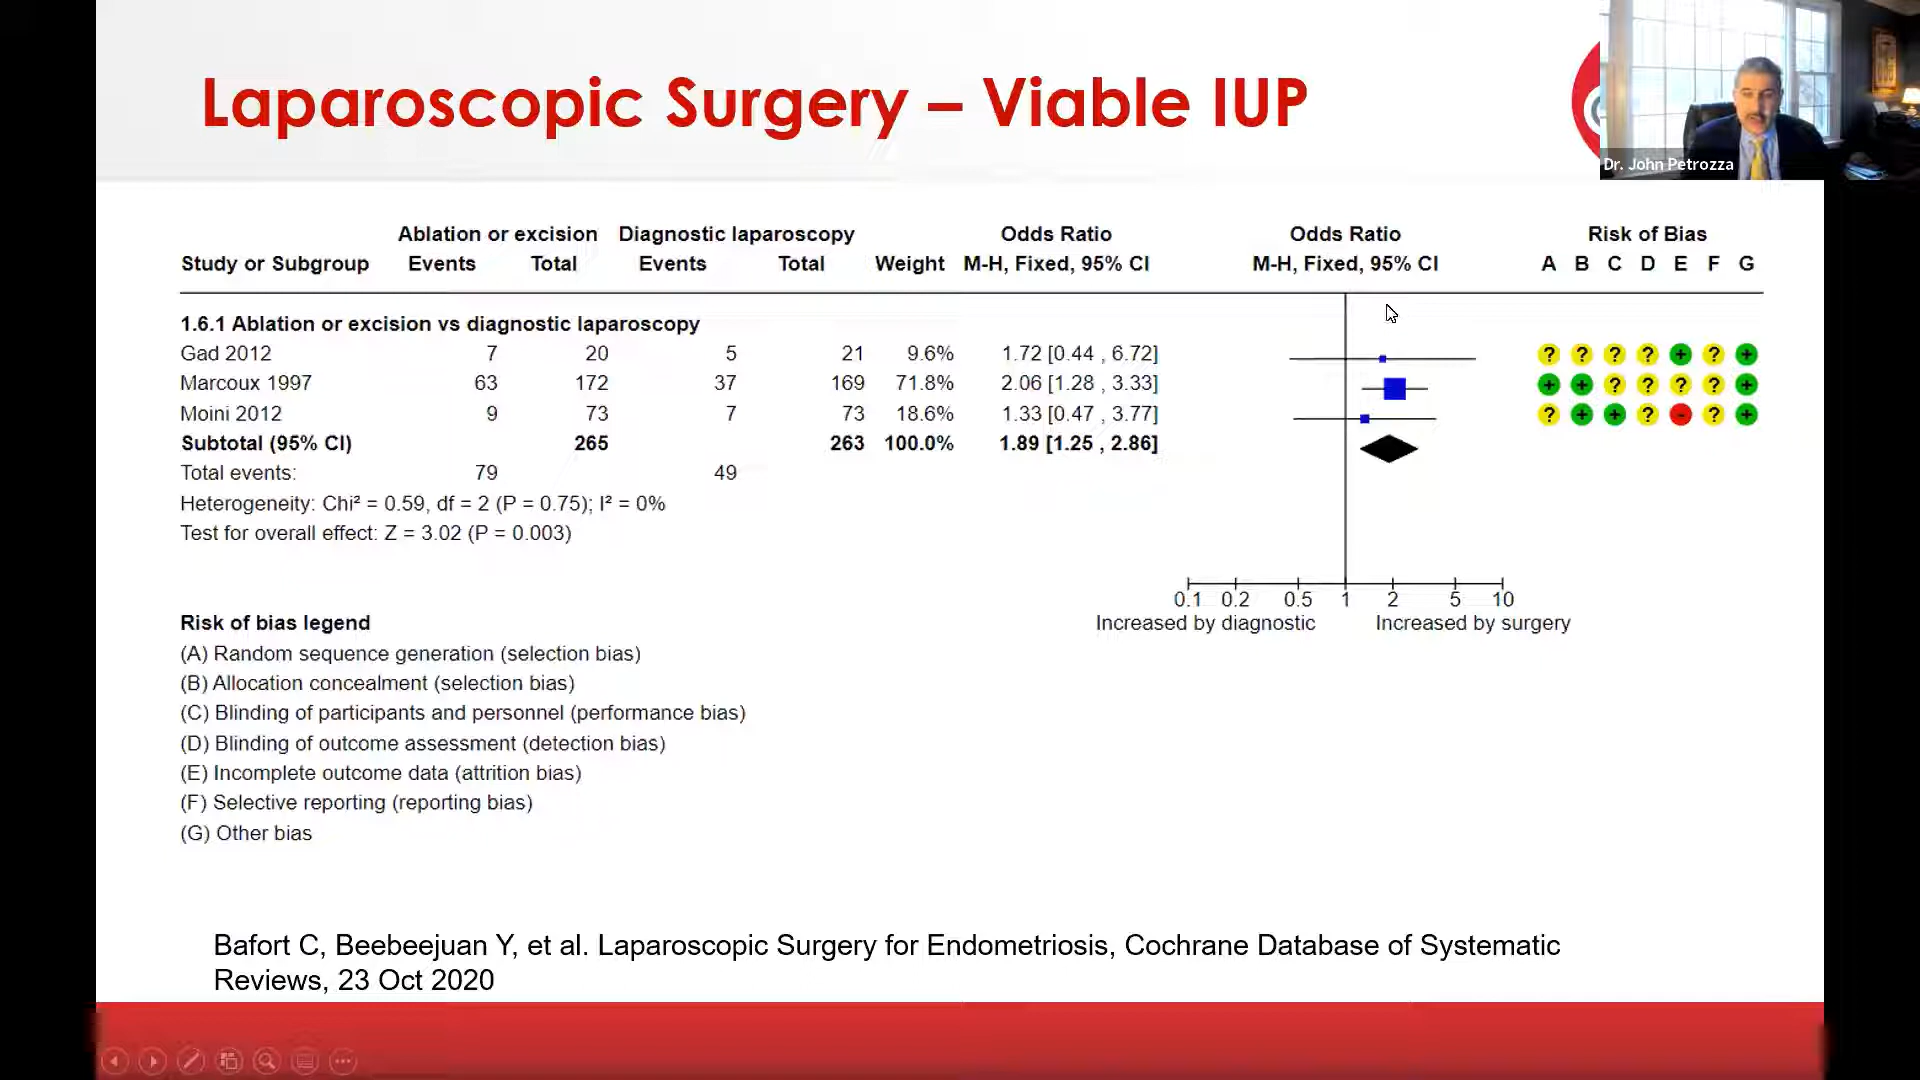 Laparoscopic Surgery – Viable IUP
Dr. John Petrozza
Ablation or excision Diagnostic laparoscopy Odds Ratio Odds Ratio Risk of Bias
Study or Subgroup Events Total Events Total Weight M-H, Fixed, 95% CI M-H, Fixed, 95% CI A B C D E F G
1.6.1 Ablation or excision vs diagnostic laparoscopy
Gad 2012 7 20 5 21 9.6% 1.72 [0.44 , 6.72] ? ? ? ? + ? +
Marcoux 1997 63 172 37 169 71.8% 2.06 [1.28 , 3.33] + + ? ? ? ? +
Moini 2012 9 73 7 73 18.6% 1.33 [0.47 , 3.77] ? + + ? - ? +
Subtotal (95% CI) 265 263 100.0% 1.89 [1.25 , 2.86]
Total events: 79 49
Heterogeneity: Chi² = 0.59, df = 2 (P = 0.75); I² = 0%
Test for overall effect: Z = 3.02 (P = 0.003)
0.1 0.2 0.5 1 2 5 10
Increased by diagnostic Increased by surgery
Risk of bias legend
(A) Random sequence generation (selection bias)
(B) Allocation concealment (selection bias)
(C) Blinding of participants and personnel (performance bias)
(D) Blinding of outcome assessment (detection bias)
(E) Incomplete outcome data (attrition bias)
(F) Selective reporting (reporting bias)
(G) Other bias
Bafort C, Beebeejuan Y, et al. Laparoscopic Surgery for Endometriosis, Cochrane Database of Systematic
Reviews, 23 Oct 2020